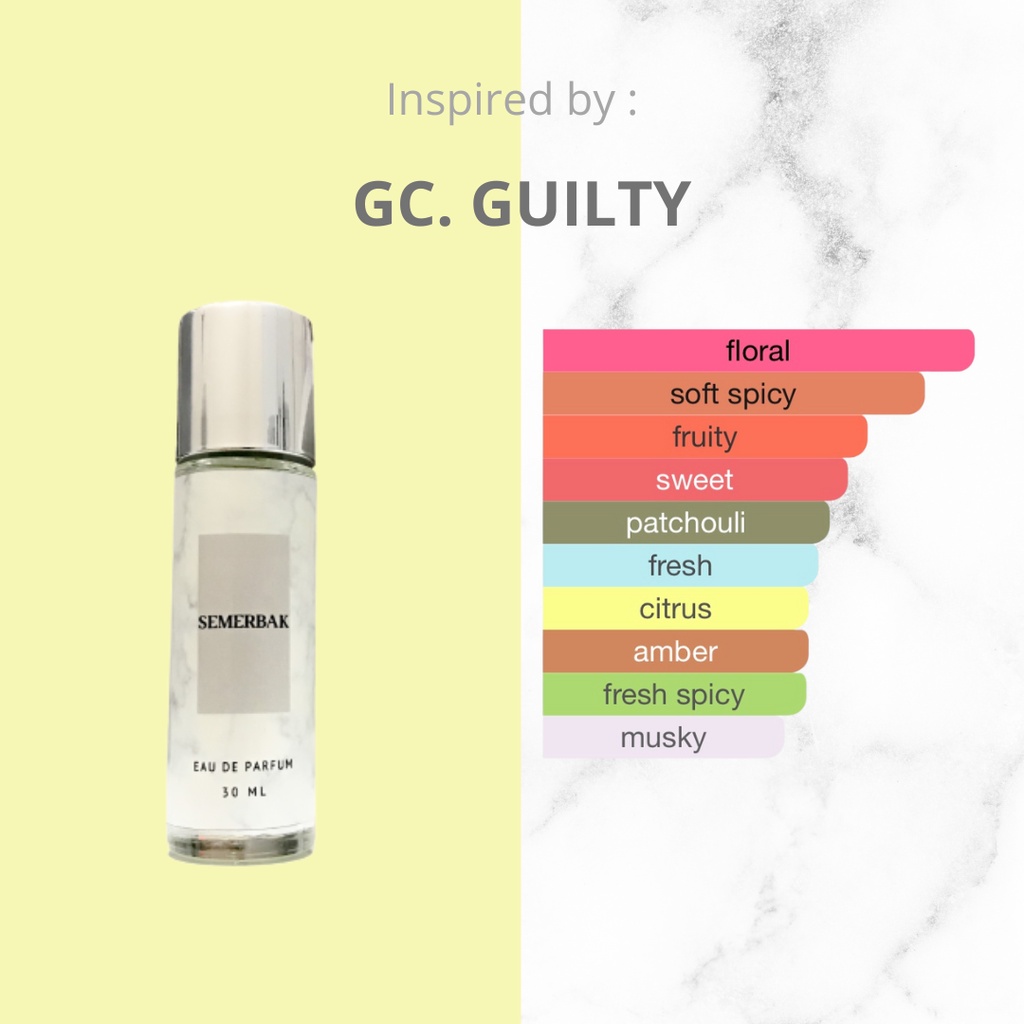 Inspired by :
GC. GUILTY
SEMERBAK
EAU DE PARFUM
30 ML
floral
soft spicy
fruity
sweet
patchouli
fresh
citrus
amber
fresh spicy
musky